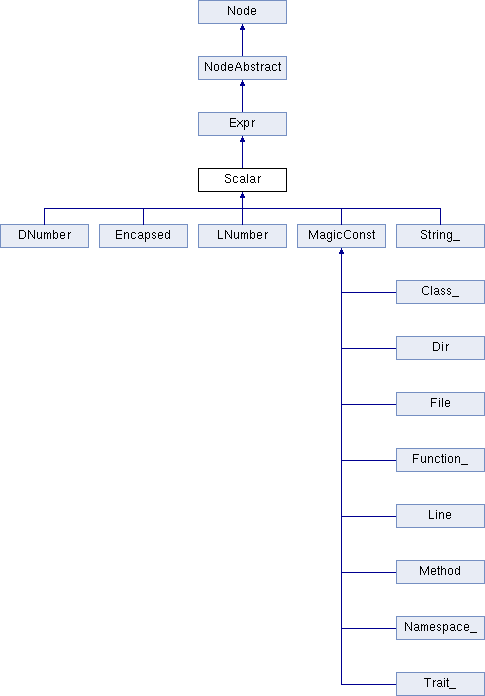 Node
NodeAbstract
Expr
Scalar
DNumber
Encapsed
LNumber
MagicConst
String_
Class_
Dir
File
Function_
Line
Method
Namespace_
Trait_